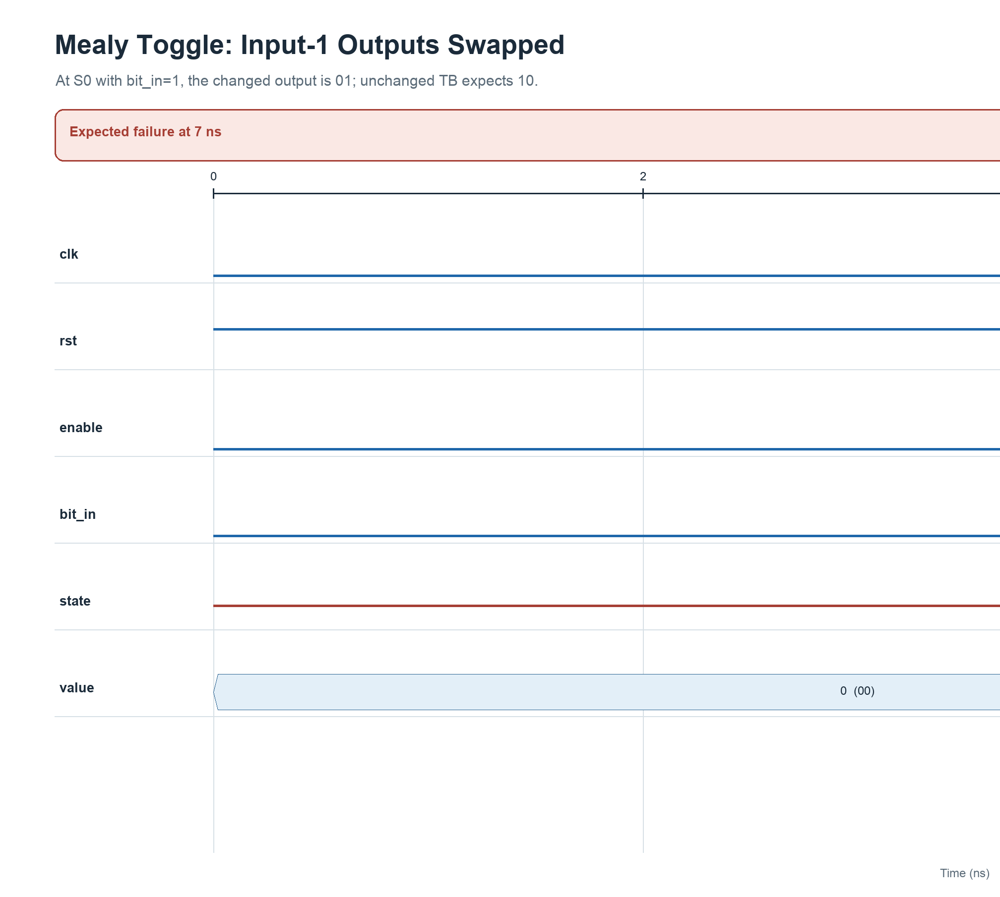 Mealy Toggle: Input-1 Outputs Swapped
At S0 with bit_in=1, the changed output is 01; unchanged TB expects 10.
Expected failure at 7 ns
0 2
clk
rst
enable
bit_in
state
value 0 (00)
Time (ns)